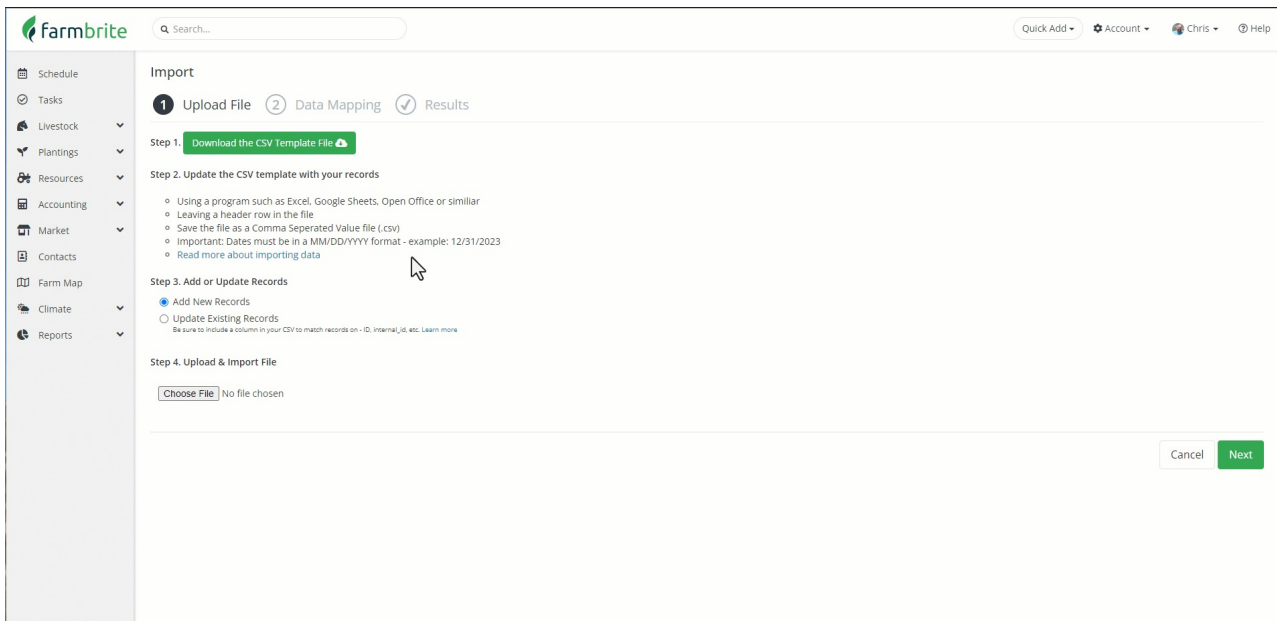 farmbrite
Search...
Quick Add
Account
Chris
Help
Schedule
Tasks
Livestock
Plantings
Resources
Accounting
Market
Contacts
Farm Map
Climate
Reports
Import
1 Upload File 2 Data Mapping Results
Step 1. Download the CSV Template File
Step 2. Update the CSV template with your records
Using a program such as Excel, Google Sheets, Open Office or similiar
Leaving a header row in the file
Save the file as a Comma Seperated Value file (.csv)
Important: Dates must be in a MM/DD/YYYY format - example: 12/31/2023
Read more about importing data
Step 3. Add or Update Records
Add New Records
Update Existing Records
Be sure to include a column in your CSV to match records on - ID, internal_id, etc. Learn more
Step 4. Upload & Import File
Choose File No file chosen
Cancel Next